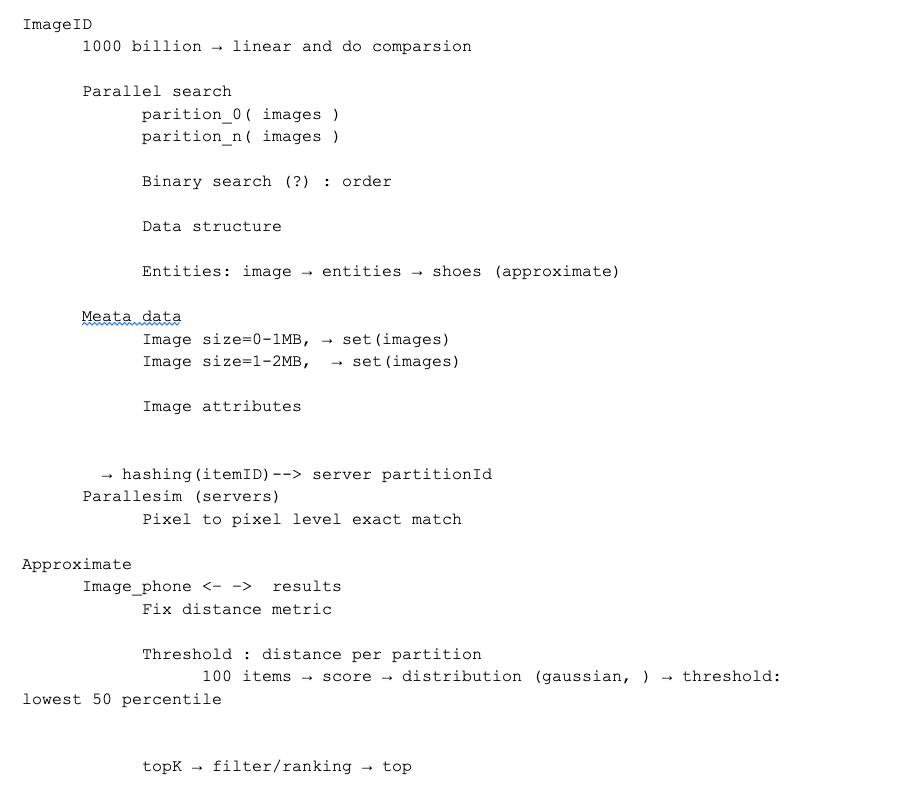 ImageID
1000 billion → linear and do comparsion
Parallel search
parition_0( images )
parition_n( images )
Binary search (?) : order
Data structure
Entities: image → entities → shoes (approximate)
Meata data
Image size=0-1MB, → set(images)
Image size=1-2MB,  → set(images)
Image attributes
→ hashing(itemID)--> server partitionId
Parallesim (servers)
Pixel to pixel level exact match
Approximate
Image_phone <- ->  results
Fix distance metric
Threshold : distance per partition
100 items → score → distribution (gaussian, ) → threshold:
lowest 50 percentile
topK → filter/ranking → top